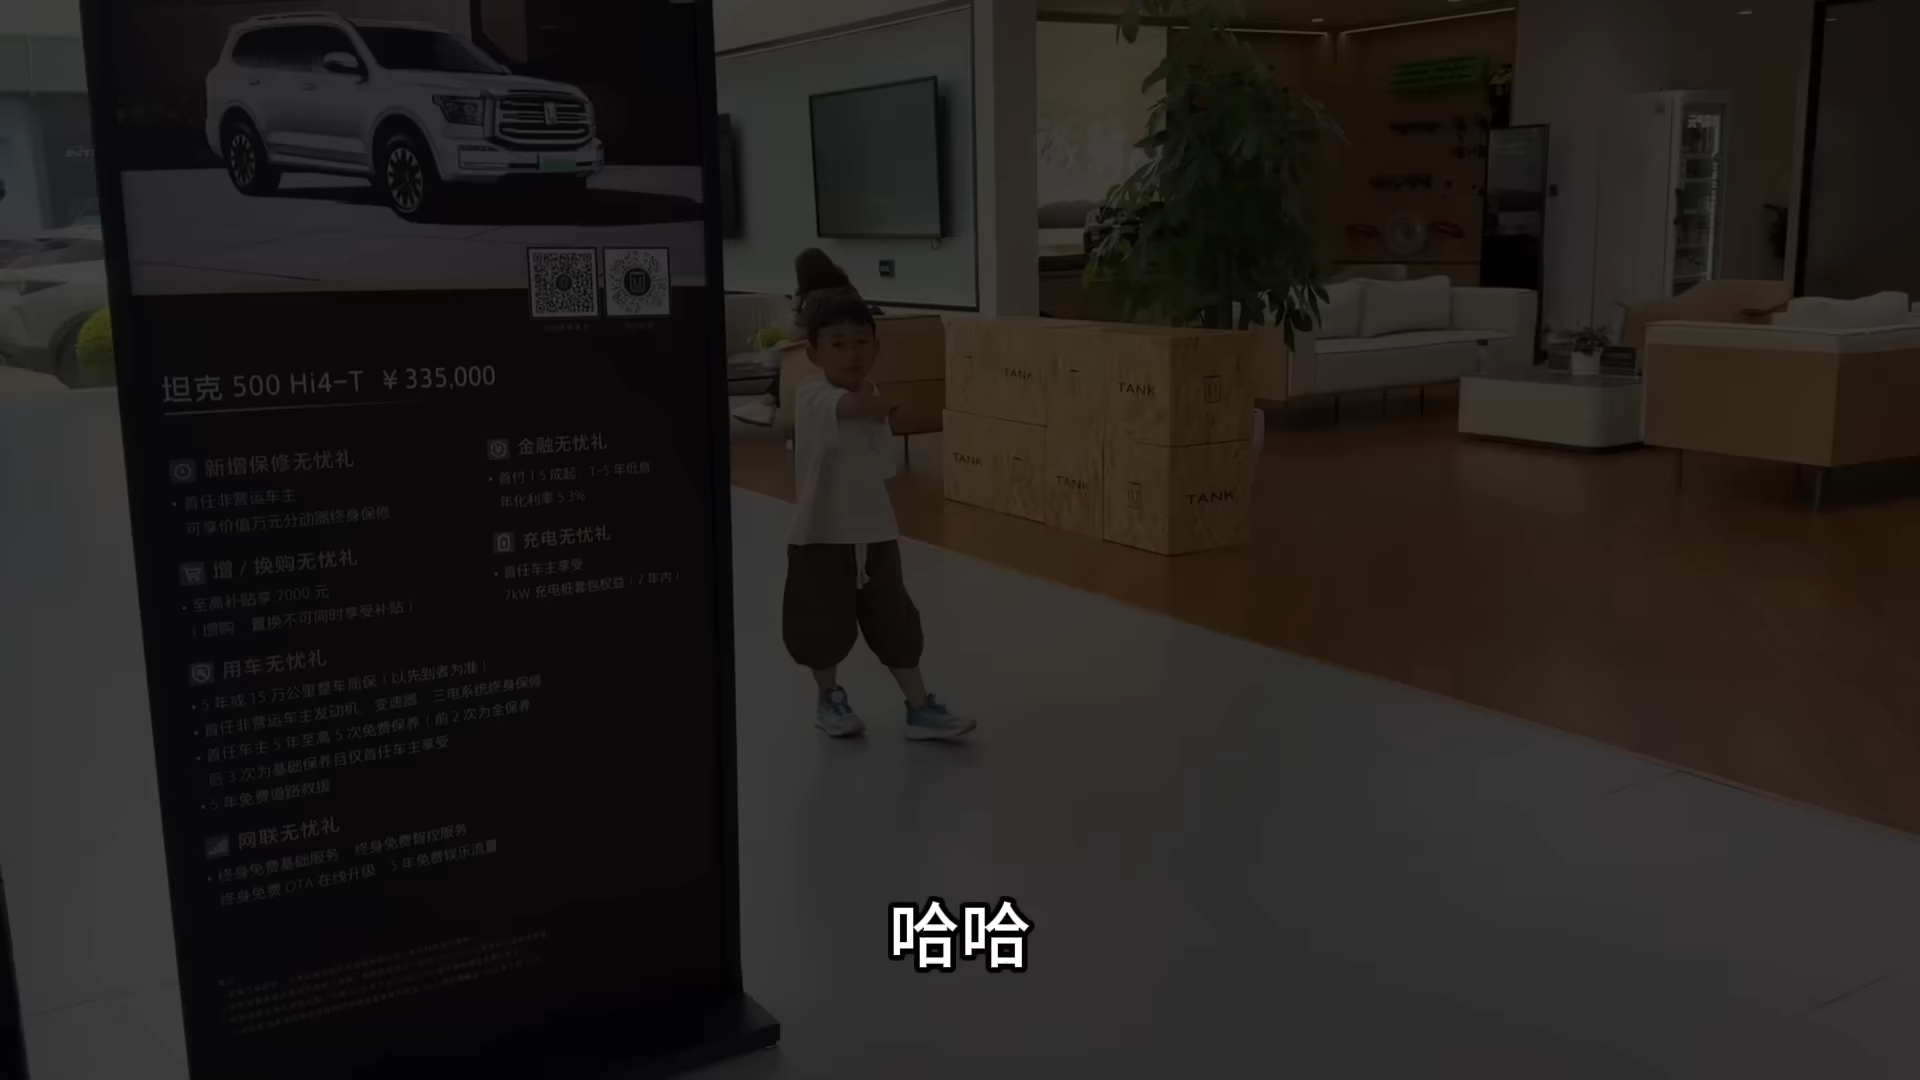 坦克 500 Hi4-T ¥335,000
新增保修无忧礼
• 首任非营运车主
可享价值万元分动器终身保修
增 / 换购无忧礼
• 至高补贴享 7000 元
（增购、置换不可同时享受补贴）
用车无忧礼
• 5 年或 15 万公里整车质保（以先到者为准）
• 首任非营运车主发动机、变速器、三电系统终身保修
• 首任车主 5 年至高 5 次免费保养（前 2 次为全保养
后 3 次为基础保养且仅首任车主享受
• 5 年免费道路救援
网联无忧礼
• 终身免费基础服务 终身免费智控服务
终身免费 OTA 在线升级 5 年免费娱乐流量
金融无忧礼
• 首付 1.5 成起，1-5 年低息
年化利率 5.3%
充电无忧礼
• 首任车主享受
7kW 充电桩套包权益（2 年内）
TANK
TANK
TANK
TANK
TANK
哈哈